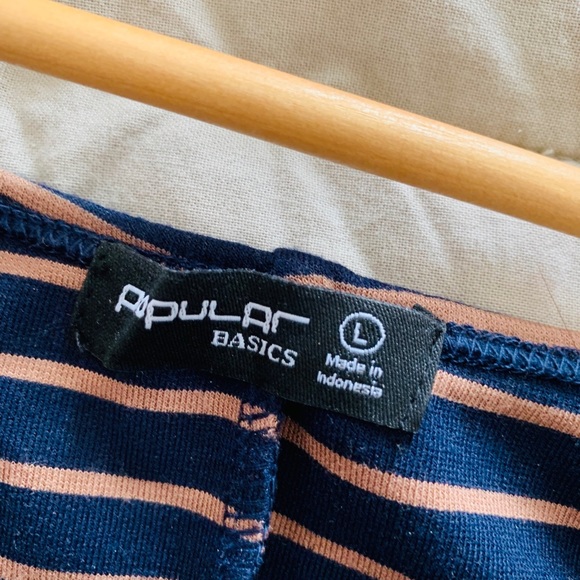 POPULAR
BASICS
L
Made in
Indonesia